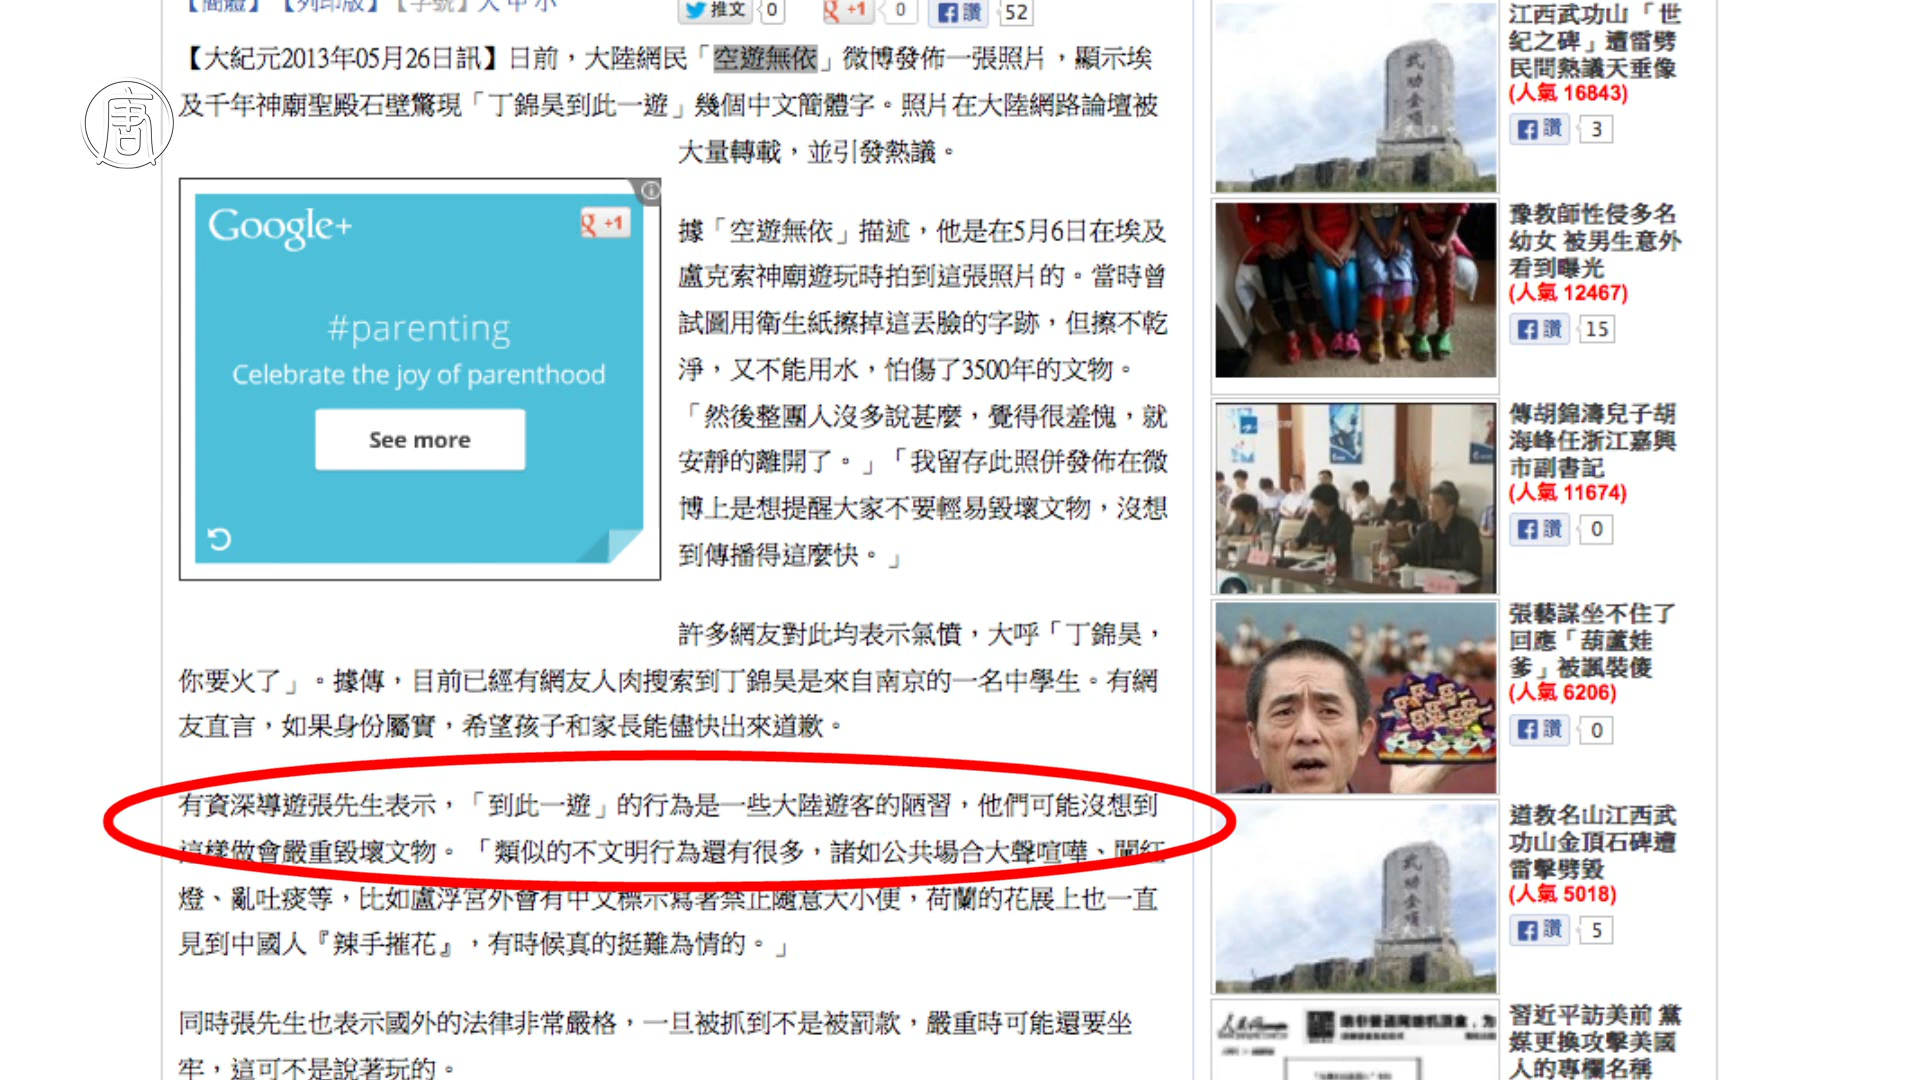 【簡體】【列印版】【字號】大 中 小
推文 0
+1 0
讚 52
【大紀元2013年05月26日訊】日前，大陸網民「空遊無依」微博發佈一張照片，顯示埃
及千年神廟聖殿石壁驚現「丁錦昊到此一遊」幾個中文簡體字。照片在大陸網路論壇被
大量轉載，並引發熱議。
唐
Google+
g +1
#parenting
Celebrate the joy of parenthood
See more
據「空遊無依」描述，他是在5月6日在埃及
盧克索神廟遊玩時拍到這張照片的。當時曾
試圖用衛生紙擦掉這丟臉的字跡，但擦不乾
淨，又不能用水，怕傷了3500年的文物。
「然後整團人沒多說甚麼，覺得很羞愧，就
安靜的離開了。」「我留存此照併發佈在微
博上是想提醒大家不要輕易毀壞文物，沒想
到傳播得這麼快。」
許多網友對此均表示氣憤，大呼「丁錦昊，
你要火了」。據傳，目前已經有網友人肉搜索到丁錦昊是來自南京的一名中學生。有網
友直言，如果身份屬實，希望孩子和家長能儘快出來道歉。
有資深導遊張先生表示，「到此一遊」的行為是一些大陸遊客的陋習，他們可能沒想到
這樣做會嚴重毀壞文物。「類似的不文明行為還有很多，諸如公共場合大聲喧嘩、闖紅
燈、亂吐痰等，比如盧浮宮外會有中文標示寫著禁止隨意大小便，荷蘭的花展上也一直
見到中國人『辣手摧花』，有時候真的挺難為情的。」
同時張先生也表示國外的法律非常嚴格，一旦被抓到不是被罰款，嚴重時可能還要坐
牢，這可不是說著玩的。
武功金頂
江西武功山「世
紀之碑」遭雷劈
民間熱議天垂像
(人氣 16843)
讚 3
豫教師性侵多名
幼女 被男生意外
看到曝光
(人氣 12467)
讚 15
傳胡錦濤兒子胡
海峰任浙江嘉興
市副書記
(人氣 11674)
讚 0
張藝謀坐不住了
回應「葫蘆娃
爹」被諷裝傻
(人氣 6206)
讚 0
武功金頂
道教名山江西武
功山金頂石碑遭
雷擊劈毀
(人氣 5018)
讚 5
習近平訪美前 黨
媒更換攻擊美國
人的專欄名稱